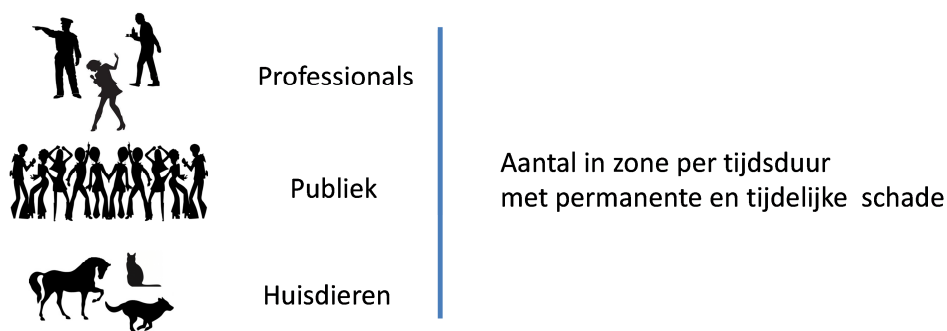 Professionals
Publiek
Huisdieren
Aantal in zone per tijdsduur
met permanente en tijdelijke schade